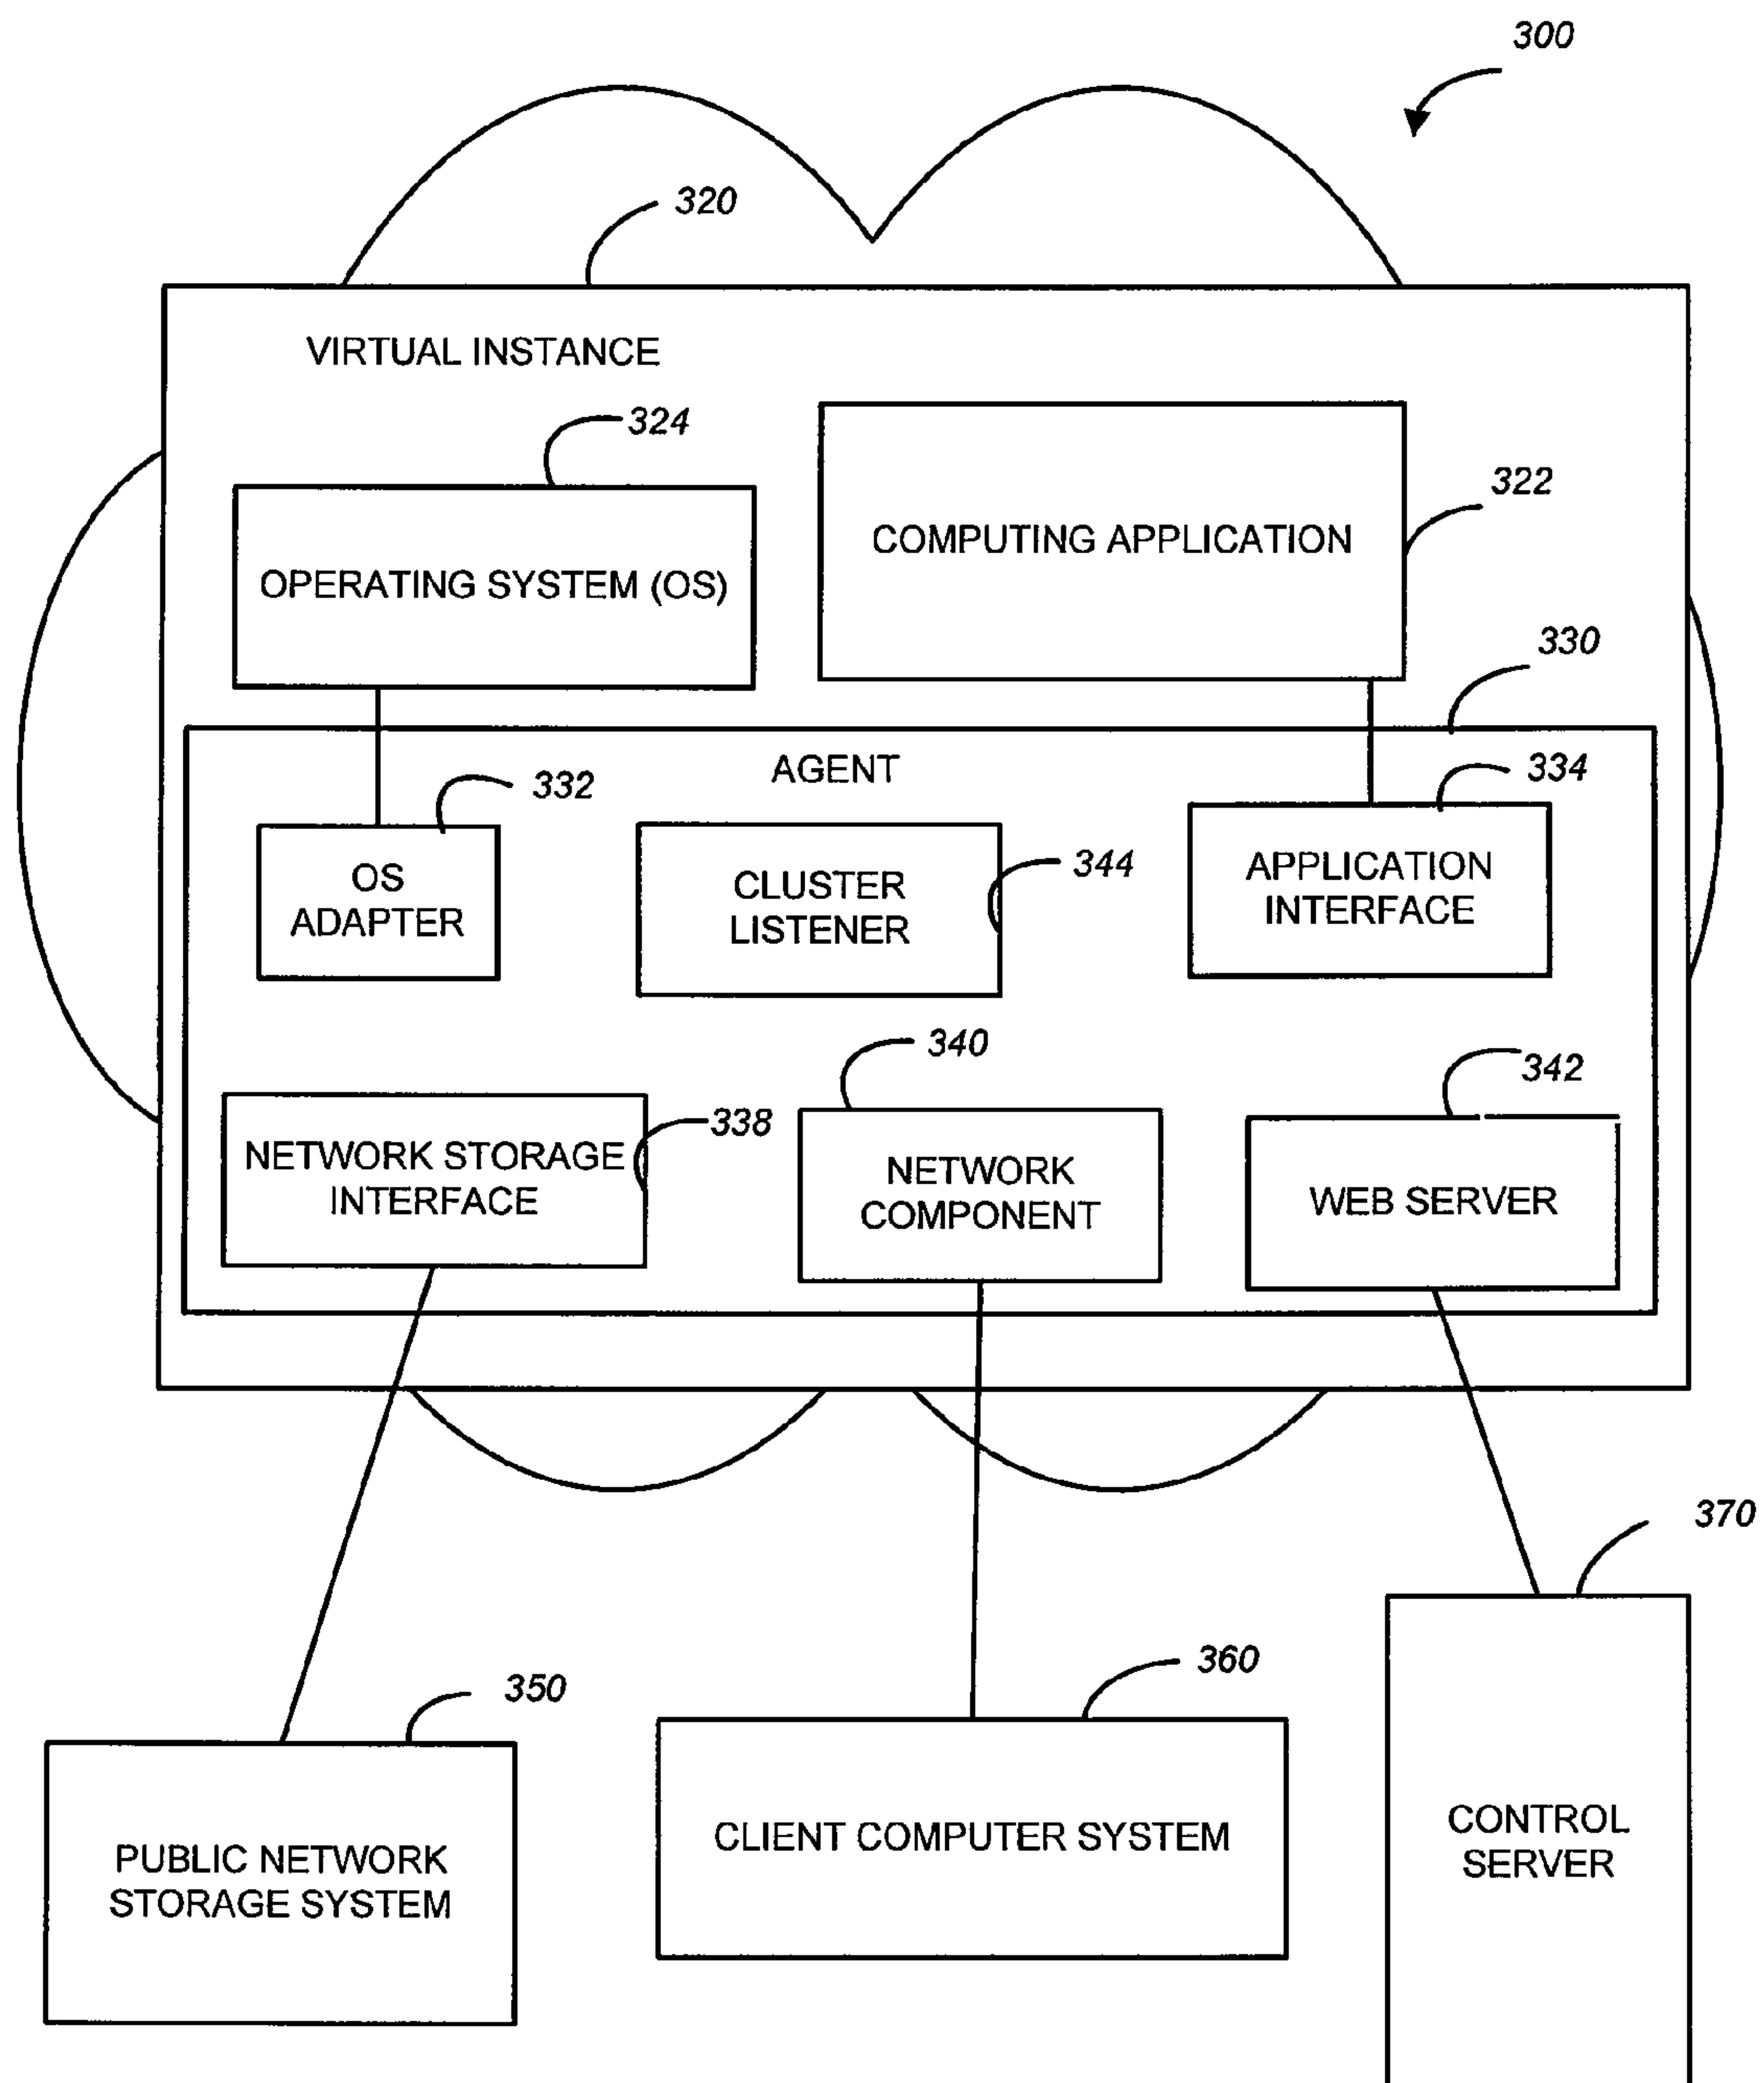 300
320
VIRTUAL INSTANCE
324
322
OPERATING SYSTEM (OS)
COMPUTING APPLICATION
330
AGENT
332
334
OS
ADAPTER
CLUSTER
LISTENER
344
APPLICATION
INTERFACE
340
342
338
NETWORK STORAGE
INTERFACE
NETWORK
COMPONENT
WEB SERVER
370
360
350
PUBLIC NETWORK
STORAGE SYSTEM
CLIENT COMPUTER SYSTEM
CONTROL
SERVER